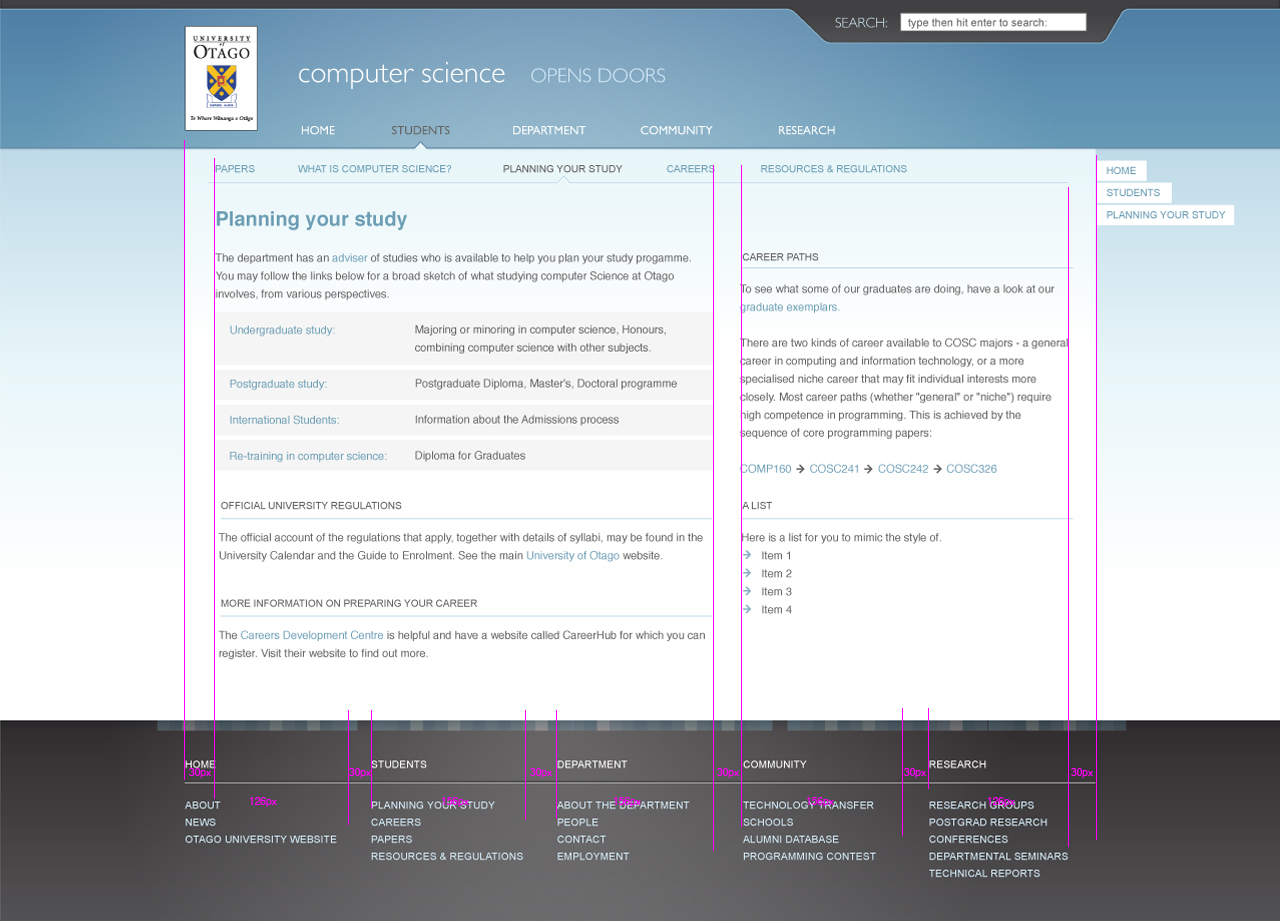 SEARCH: type then hit enter to search:
UNIVERSITY
of
OTAGO
Te Whare Wānanga o Otāgo
computer science OPENS DOORS
HOME STUDENTS DEPARTMENT COMMUNITY RESEARCH
PAPERS WHAT IS COMPUTER SCIENCE? PLANNING YOUR STUDY CAREERS RESOURCES & REGULATIONS
HOME
STUDENTS
PLANNING YOUR STUDY
Planning your study
The department has an adviser of studies who is available to help you plan your study progamme.
You may follow the links below for a broad sketch of what studying computer Science at Otago
involves, from various perspectives.
Undergraduate study: Majoring or minoring in computer science, Honours,
combining computer science with other subjects.
Postgraduate study: Postgraduate Diploma, Master's, Doctoral programme
International Students: Information about the Admissions process
Re-training in computer science: Diploma for Graduates
OFFICIAL UNIVERSITY REGULATIONS
The official account of the regulations that apply, together with details of syllabi, may be found in the
University Calendar and the Guide to Enrolment. See the main University of Otago website.
MORE INFORMATION ON PREPARING YOUR CAREER
The Careers Development Centre is helpful and have a website called CareerHub for which you can
register. Visit their website to find out more.
CAREER PATHS
To see what some of our graduates are doing, have a look at our
graduate exemplars.
There are two kinds of career available to COSC majors - a general
career in computing and information technology, or a more
specialised niche career that may fit individual interests more
closely. Most career paths (whether "general" or "niche") require
high competence in programming. This is achieved by the
sequence of core programming papers:
COMP160 → COSC241 → COSC242 → COSC326
A LIST
Here is a list for you to mimic the style of.
→ Item 1
→ Item 2
→ Item 3
→ Item 4
HOME STUDENTS DEPARTMENT COMMUNITY RESEARCH
30px 30px 30px 30px 30px 30px
126px 126px 126px 126px 126px
ABOUT
NEWS
OTAGO UNIVERSITY WEBSITE
PLANNING YOUR STUDY
CAREERS
PAPERS
RESOURCES & REGULATIONS
ABOUT THE DEPARTMENT
PEOPLE
CONTACT
EMPLOYMENT
TECHNOLOGY TRANSFER
SCHOOLS
ALUMNI DATABASE
PROGRAMMING CONTEST
RESEARCH GROUPS
POSTGRAD RESEARCH
CONFERENCES
DEPARTMENTAL SEMINARS
TECHNICAL REPORTS